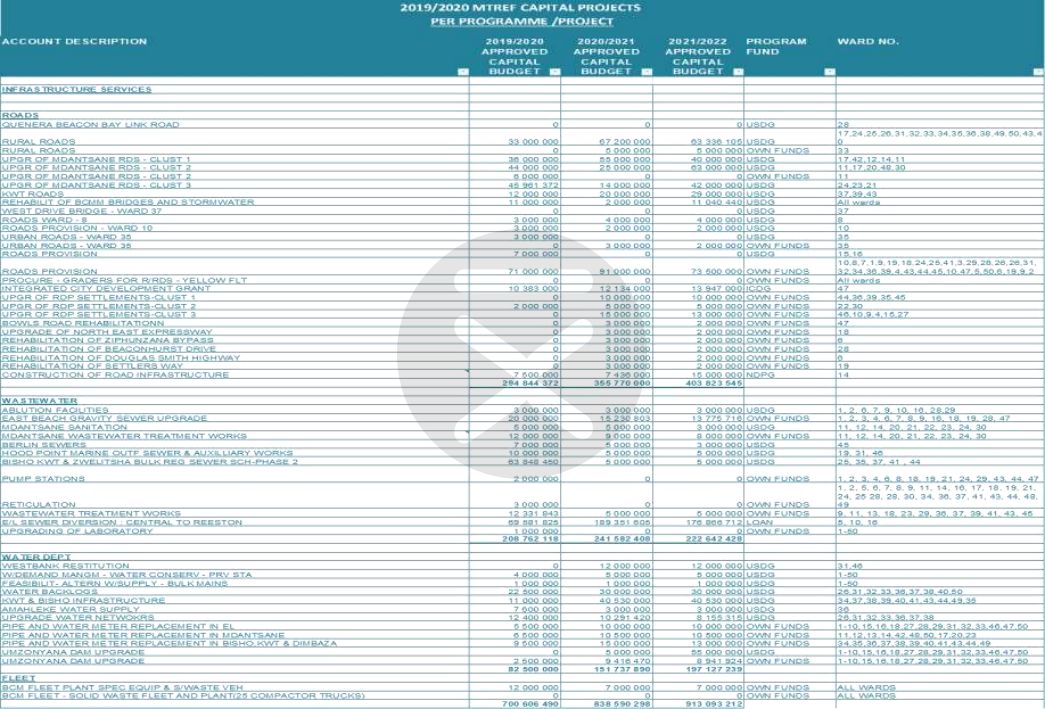 2019/2020 MTREF CAPITAL PROJECTS
PER PROGRAMME /PROJECT
ACCOUNT DESCRIPTION 2019/2020 APPROVED CAPITAL BUDGET 2020/2021 APPROVED CAPITAL BUDGET 2021/2022 APPROVED CAPITAL BUDGET PROGRAM FUND WARD NO.
INFRASTRUCTURE SERVICES
ROADS
QUENERA BEACON BAY LINK ROAD 0 0 0 USDG 28
RURAL ROADS 33 000 000 67 200 000 63 336 105 USDG 17,24,25,26,31,32,33,34,35,36,38,49,50,43,40
RURAL ROADS 0 5 000 000 5 000 000 OWN FUNDS 33
UPGR OF MDANTSANE RDS - CLUST 1 36 000 000 55 000 000 40 000 000 USDG 17,42,12,14,11
UPGR OF MDANTSANE RDS - CLUST 2 44 000 000 25 000 000 63 000 000 USDG 11,17,20,48,30
UPGR OF MDANTSANE RDS - CLUST 2 6 000 000 0 0 OWN FUNDS 11
UPGR OF MDANTSANE RDS - CLUST 3 45 961 372 14 000 000 42 000 000 USDG 24,23,21
KWT ROADS 12 000 000 20 000 000 29 000 000 USDG 37,39,43
REHABILIT OF BCMM BRIDGES AND STORMWATER 11 000 000 2 000 000 11 040 440 USDG All wards
WEST DRIVE BRIDGE - WARD 37 0 0 0 USDG 37
ROADS WARD - 8 3 000 000 4 000 000 4 000 000 USDG 8
ROADS PROVISION - WARD 10 3 000 000 2 000 000 2 000 000 USDG 10
URBAN ROADS - WARD 35 3 000 000 0 USDG 35
URBAN ROADS - WARD 35 0 3 000 000 2 000 000 OWN FUNDS 35
ROADS PROVISION 7 000 000 0 0 USDG 15,16
ROADS PROVISION 71 000 000 91 000 000 73 500 000 OWN FUNDS 10,8,7,1,9,19,18,24,25,41,3,29,28,26,26,31,
32,34,36,39,4,43,44,45,10,47,5,50,6,19,9,2
PROCURE - GRADERS FOR R/RDS - YELLOW FLT 0 0 0 OWN FUNDS All wards
INTEGRATED CITY DEVELOPMENT GRANT 10 383 000 12 134 000 13 947 000 ICDG 47
UPGR OF RDP SETTLEMENTS-CLUST 1 0 10 000 000 10 000 000 OWN FUNDS 44,36,39,35,45
UPGR OF RDP SETTLEMENTS-CLUST 2 2 000 000 5 000 000 5 000 000 OWN FUNDS 22,30
UPGR OF RDP SETTLEMENTS-CLUST 3 0 15 000 000 13 000 000 OWN FUNDS 46,10,9,4,15,27
BOWLS ROAD REHABILITATIONN 0 3 000 000 2 000 000 OWN FUNDS 47
UPGRADE OF NORTH EAST EXPRESSWAY 0 3 000 000 2 000 000 OWN FUNDS 18
REHABILITATION OF ZIPHUNZANA BYPASS 0 3 000 000 2 000 000 OWN FUNDS 6
REHABILITATION OF BEACONHURST DRIVE 0 3 000 000 2 000 000 OWN FUNDS 28
REHABILITATION OF DOUGLAS SMITH HIGHWAY 0 3 000 000 2 000 000 OWN FUNDS 6
REHABILITATION OF SETTLERS WAY 0 3 000 000 2 000 000 OWN FUNDS 19
CONSTRUCTION OF ROAD INFRASTRUCTURE 7 500 000 7 436 000 15 000 000 NDPG 14
294 844 372 355 770 000 403 823 545
WASTEWATER
ABLUTION FACILITIES 3 000 000 3 000 000 3 000 000 USDG 1, 2, 6, 7, 9, 10, 16, 28,29
EAST BEACH GRAVITY SEWER UPGRADE 20 000 000 15 230 803 13 775 716 OWN FUNDS 1, 2, 3, 4, 6, 7, 8, 9, 16, 18, 19, 28, 47
MDANTSANE SANITATION 5 000 000 5 000 000 3 000 000 USDG 11, 12, 14, 20, 21, 22, 23, 24, 30
MDANTSANE WASTEWATER TREATMENT WORKS 12 000 000 9 600 000 8 000 000 OWN FUNDS 11, 12, 14, 20, 21, 22, 23, 24, 30
BERLIN SEWERS 7 000 000 5 000 000 3 000 000 USDG 45
HOOD POINT MARINE OUTF SEWER & AUXILLIARY WORKS 10 000 000 5 000 000 5 000 000 USDG 19, 31, 46
BISHO KWT & ZWELITSHA BULK REG SEWER SCH-PHASE 2 63 848 450 5 000 000 5 000 000 USDG 25, 35, 37, 41 , 44
PUMP STATIONS 2 000 000 0 0 OWN FUNDS 1, 2, 3, 4, 6, 8, 18, 19, 21, 24, 29, 43, 44, 47
RETICULATION 3 000 000 0 0 OWN FUNDS 1, 2, 5, 6, 7, 8, 9, 11, 14, 16, 17, 18, 19, 21,
24, 25 28, 28, 30, 34, 36, 37, 41, 43, 44, 48,
49
WASTEWATER TREATMENT WORKS 12 331 843 5 000 000 5 000 000 OWN FUNDS 9, 11, 13, 18, 23, 29, 36, 37, 39, 41, 43, 45
E/L SEWER DIVERSION : CENTRAL TO REESTON 69 581 825 189 351 605 176 866 712 LOAN 5, 10, 16
UPGRADING OF LABORATORY 1 000 000 0 0 OWN FUNDS 1-50
208 762 118 241 582 408 222 642 428
WATER DEPT
WESTBANK RESTITUTION 0 12 000 000 12 000 000 USDG 31,46
W/DEMAND MANGM - WATER CONSERV - PRV STA 4 000 000 5 000 000 5 000 000 USDG 1-50
FEASIBILIT- ALTERN W/SUPPLY - BULK MAINS 1 000 000 1 000 000 1 000 000 USDG 1-50
WATER BACKLOGS 22 500 000 30 000 000 30 000 000 USDG 26,31,32,33,36,37,38,40,50
KWT & BISHO INFRASTRUCTURE 11 000 000 40 530 000 40 530 000 USDG 34,37,38,39,40,41,43,44,49,35
AMAHLEKE WATER SUPPLY 7 500 000 3 000 000 3 000 000 USDG 36
UPGRADE WATER NETWOKRS 12 400 000 10 291 420 8 155 315 USDG 26,31,32,33,36,37,38
PIPE AND WATER METER REPLACEMENT IN EL 5 500 000 10 000 000 10 000 000 OWN FUNDS 1-10,15,16,18,27,28,29,31,32,33,46,47,50
PIPE AND WATER METER REPLACEMENT IN MDANTSANE 6 500 000 10 500 000 10 500 000 OWN FUNDS 11,12,13,14,42,48,50,17,20,23
PIPE AND WATER METER REPLACEMENT IN BISHO,KWT & DIMBAZA 9 500 000 15 000 000 13 000 000 OWN FUNDS 34,35,36,37,38,39,40,41,43,44,49
UMZONYANA DAM UPGRADE 0 5 000 000 55 000 000 USDG 1-10,15,16,18,27,28,29,31,32,33,46,47,50
UMZONYANA DAM UPGRADE 2 600 000 9 416 470 8 941 924 OWN FUNDS 1-10,15,16,18,27,28,29,31,32,33,46,47,50
82 500 000 151 737 890 197 127 239
FLEET
BCM FLEET PLANT SPEC EQUIP & S/WASTE VEH 12 000 000 7 000 000 7 000 000 OWN FUNDS ALL WARDS
BCM FLEET - SOLID WASTE FLEET AND PLANT(25 COMPACTOR TRUCKS) OWN FUNDS ALL WARDS
700 606 490 838 590 298 913 093 212